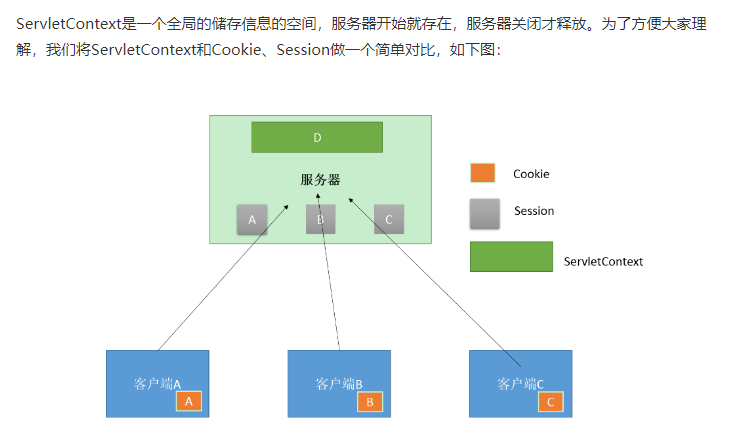 ServletContext是一个全局的储存信息的空间，服务器开始就存在，服务器关闭才释放。为了方便大家理
解，我们将ServletContext和Cookie、Session做一个简单对比，如下图：
D
服务器
A
B
C
Cookie
Session
ServletContext
客户端A
A
客户端B
B
客户端C
C